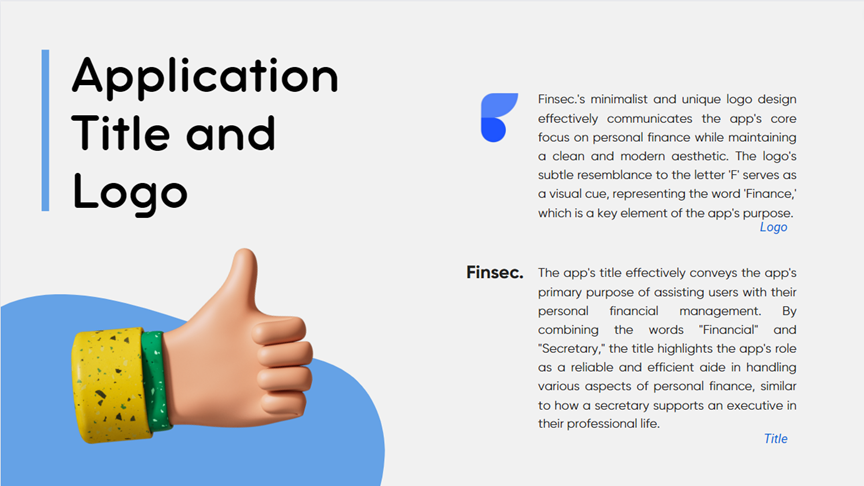 Application
Title and
Logo
Finsec.'s minimalist and unique logo design
effectively communicates the app's core
focus on personal finance while maintaining
a clean and modern aesthetic. The logo's
subtle resemblance to the letter 'F' serves as
a visual cue, representing the word 'Finance,'
which is a key element of the app's purpose.
Logo
Finsec.
The app's title effectively conveys the app's
primary purpose of assisting users with their
personal financial management. By
combining the words "Financial" and
"Secretary," the title highlights the app's role
as a reliable and efficient aide in handling
various aspects of personal finance, similar
to how a secretary supports an executive in
their professional life.
Title